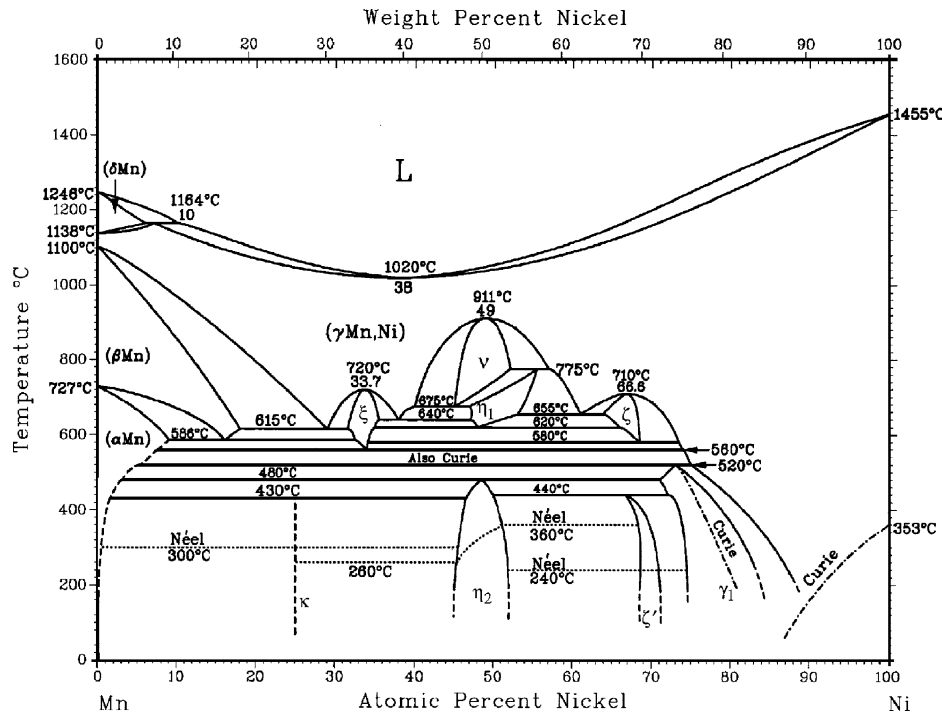 Weight Percent Nickel
0 10 20 30 40 50 60 70 80 90 100
1600
1400
1200
1000
800
600
400
200
0
Temperature °C
L
1455°C
(δMn)
1246°C
1164°C
10
1138°C
1100°C
1020°C
38
911°C
49
(γMn,Ni)
(βMn)
720°C
33.7
ν
775°C
710°C
66.6
727°C
ξ
675°C
η1
640°C
655°C
ζ
615°C
620°C
(αMn)
586°C
580°C
560°C
Also Curie
520°C
480°C
430°C
440°C
Néel
300°C
260°C
Néel
360°C
Néel
240°C
Curie
353°C
Curie
κ
η2
ζ'
γ1
0 10 20 30 40 50 60 70 80 90 100
Mn
Atomic Percent Nickel
Ni